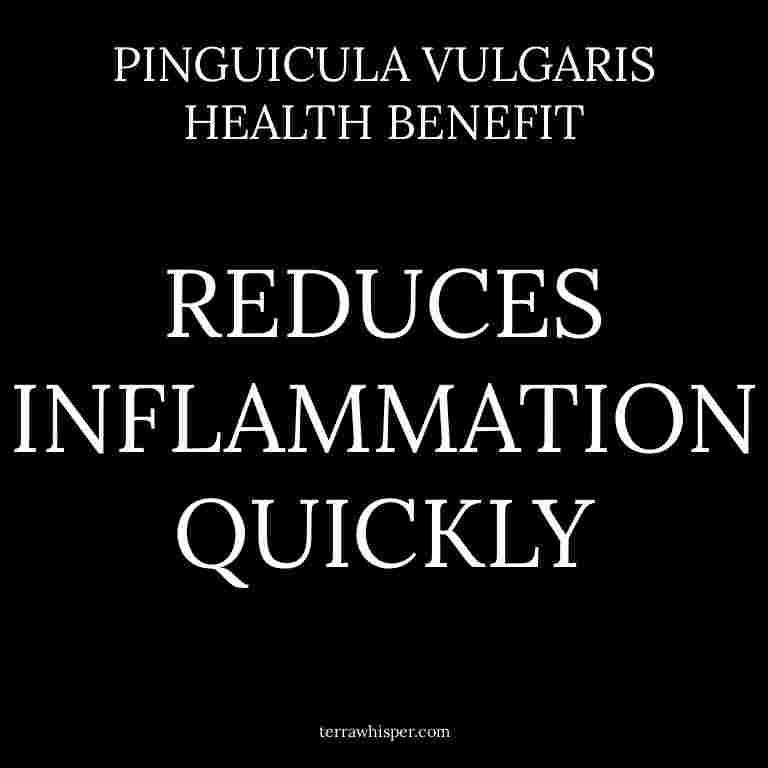 PINGUICULA VULGARIS
HEALTH BENEFIT
REDUCES
INFLAMMATION
QUICKLY
terrawhisper.com